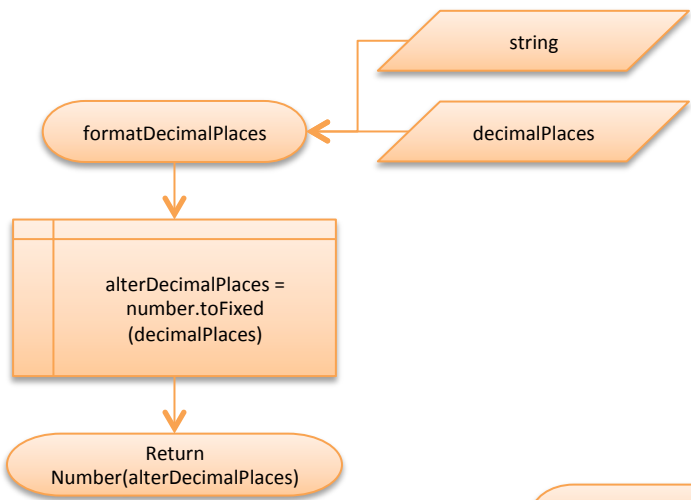 string
formatDecimalPlaces
decimalPlaces
alterDecimalPlaces =
number.toFixed
(decimalPlaces)
Return
Number(alterDecimalPlaces)